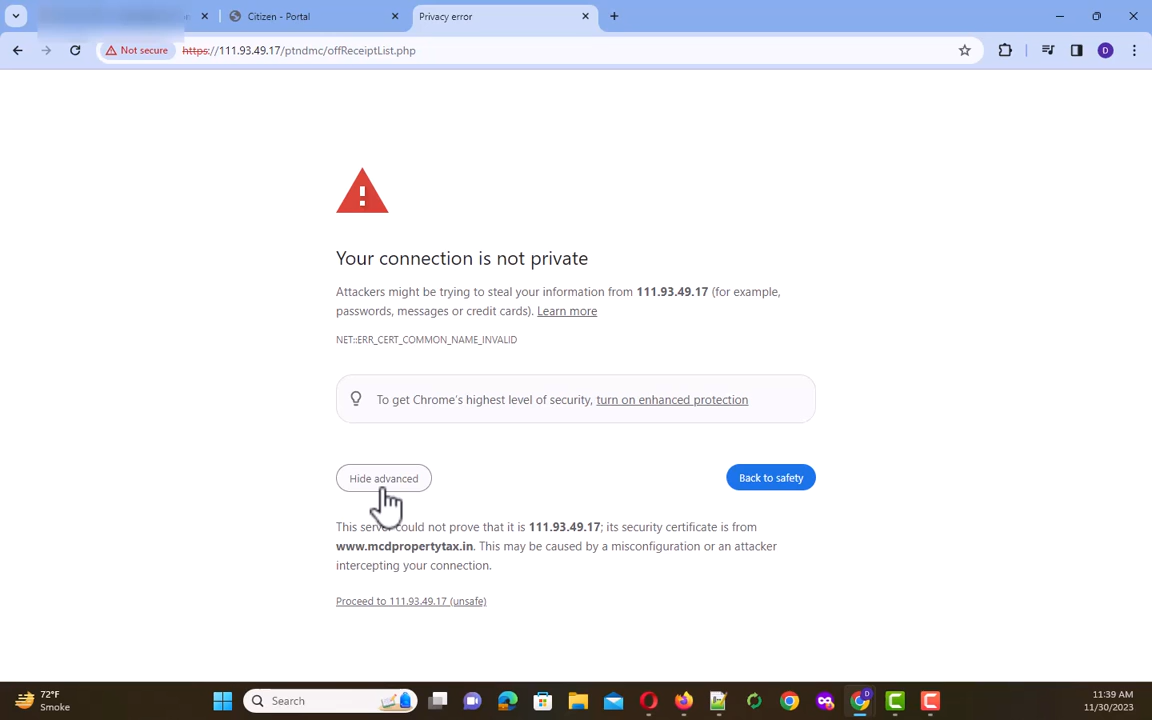 Citizen - Portal
Privacy error
Not secure
https://111.93.49.17/ptndmc/offReceiptList.php
D
Your connection is not private
Attackers might be trying to steal your information from 111.93.49.17 (for example,
passwords, messages or credit cards). Learn more
NET::ERR_CERT_COMMON_NAME_INVALID
To get Chrome's highest level of security, turn on enhanced protection
Hide advanced
Back to safety
This server could not prove that it is 111.93.49.17; its security certificate is from
www.mcdpropertytax.in. This may be caused by a misconfiguration or an attacker
intercepting your connection.
Proceed to 111.93.49.17 (unsafe)
72°F
Smoke
Search
D
11:39 AM
11/30/2023